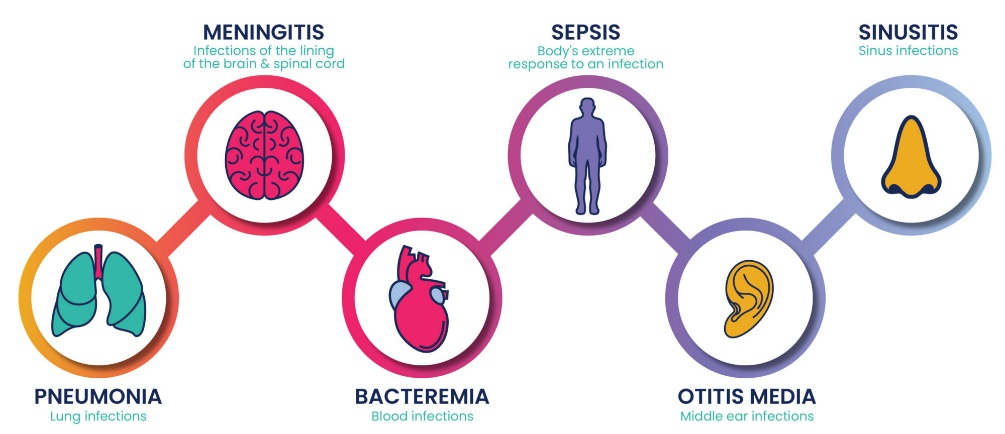 MENINGITIS
Infections of the lining
of the brain & spinal cord
SEPSIS
Body's extreme
response to an infection
SINUSITIS
Sinus infections
PNEUMONIA
Lung infections
BACTEREMIA
Blood infections
OTITIS MEDIA
Middle ear infections